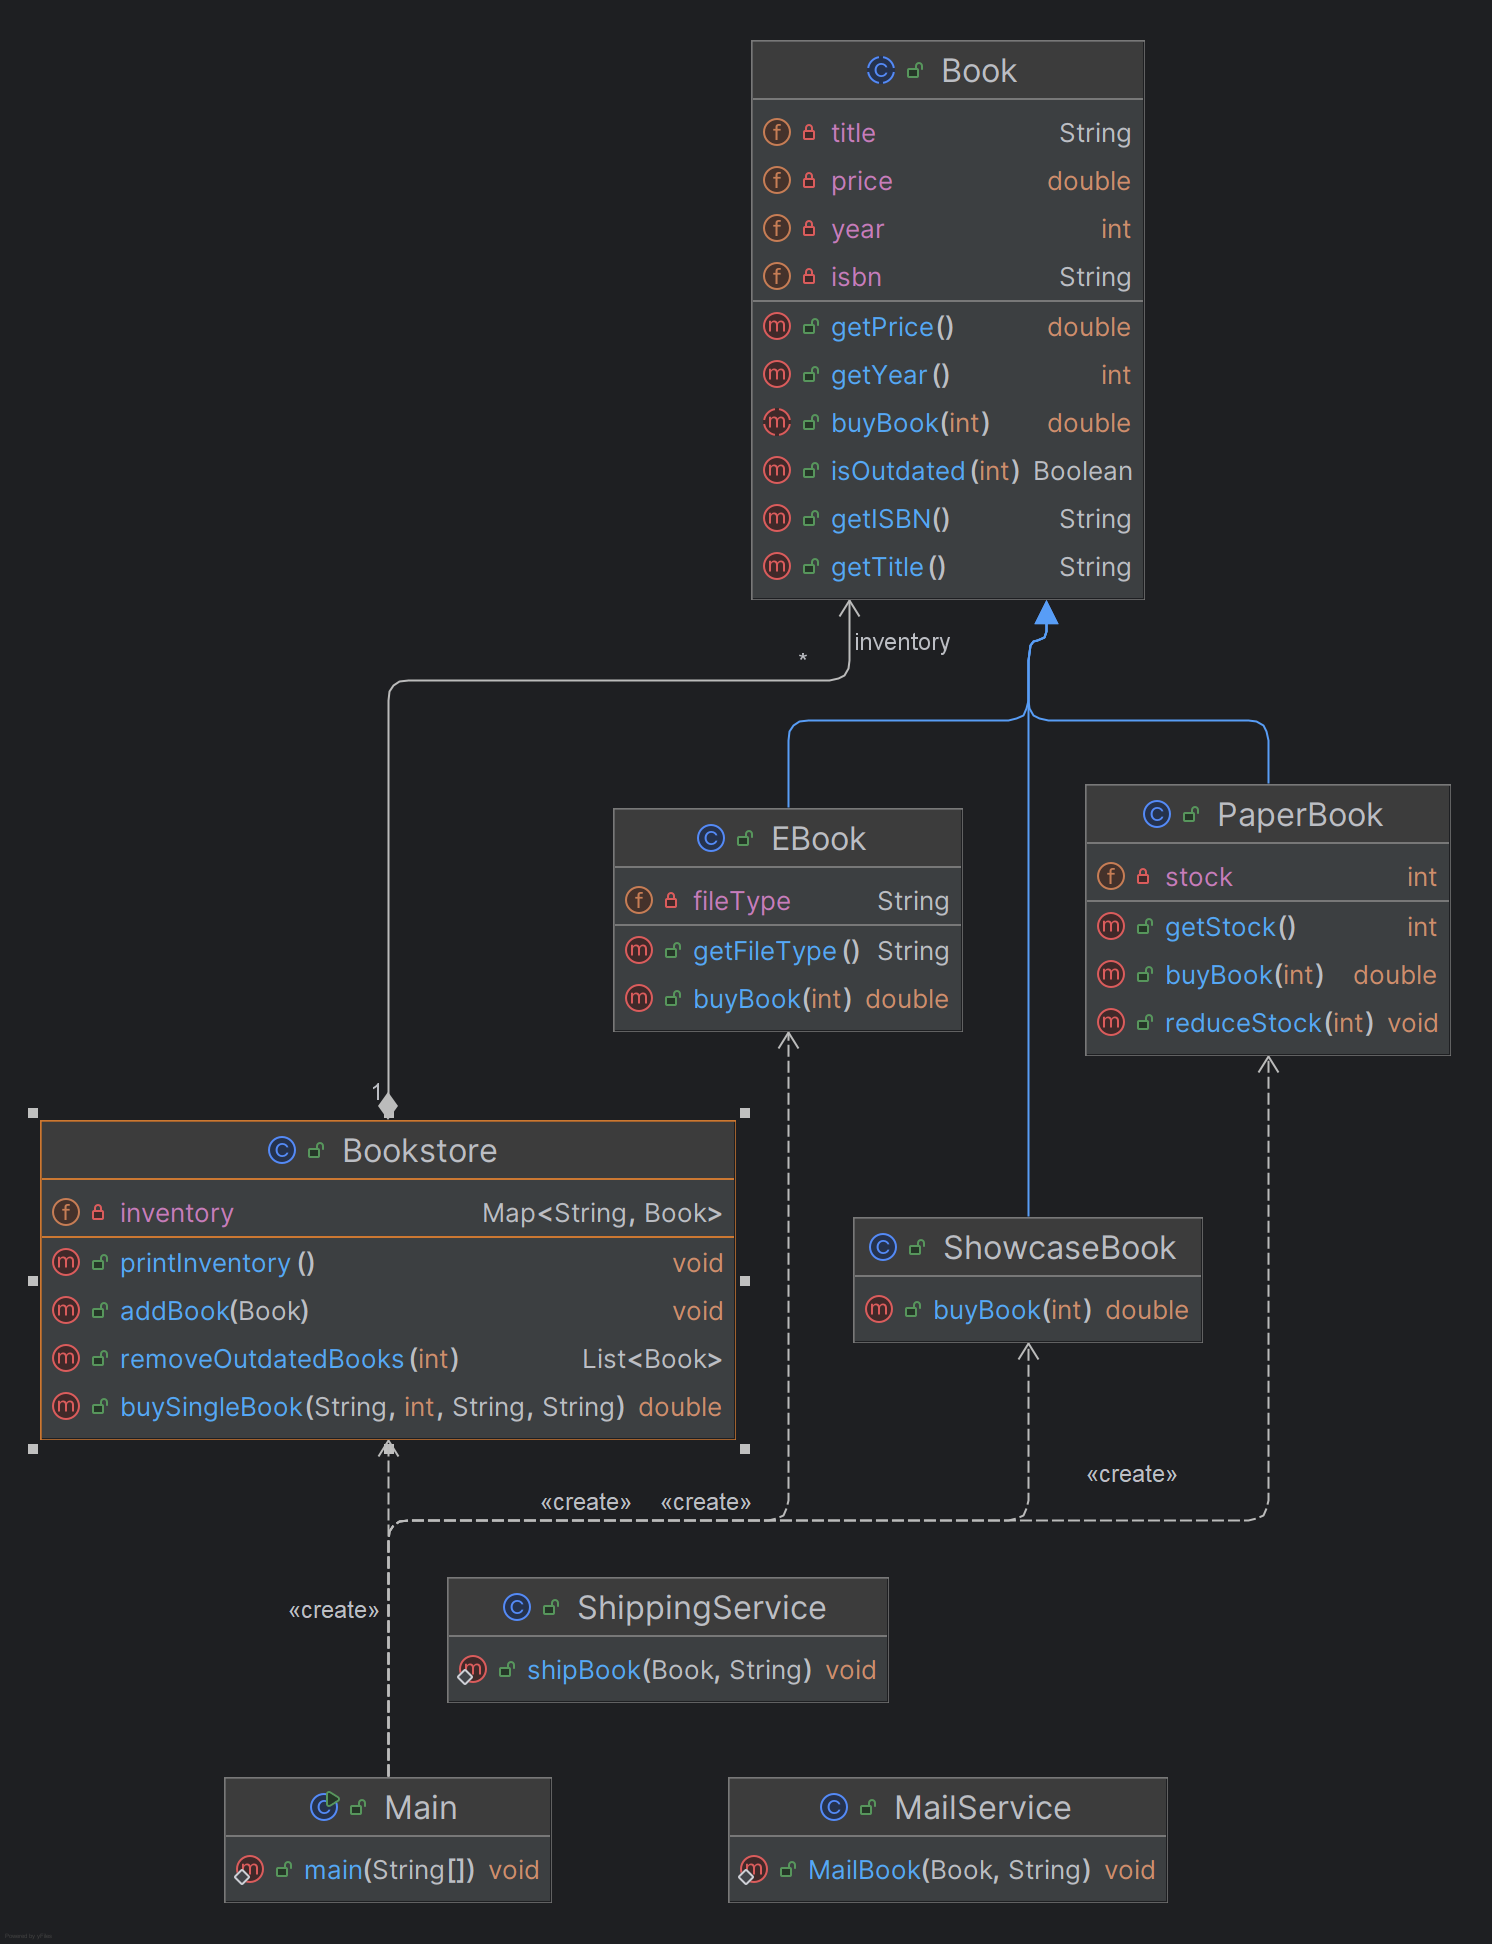 Book
title String
price double
year int
isbn String
getPrice() double
getYear() int
buyBook(int) double
isOutdated(int) Boolean
getISBN() String
getTitle() String
inventory
*
PaperBook
stock int
getStock() int
buyBook(int) double
reduceStock(int) void
EBook
fileType String
getFileType() String
buyBook(int) double
1
Bookstore
inventory Map<String, Book>
printInventory() void
addBook(Book) void
removeOutdatedBooks(int) List<Book>
buySingleBook(String, int, String, String) double
ShowcaseBook
buyBook(int) double
«create»
«create» «create»
«create»
ShippingService
shipBook(Book, String) void
Main
main(String[]) void
MailService
MailBook(Book, String) void